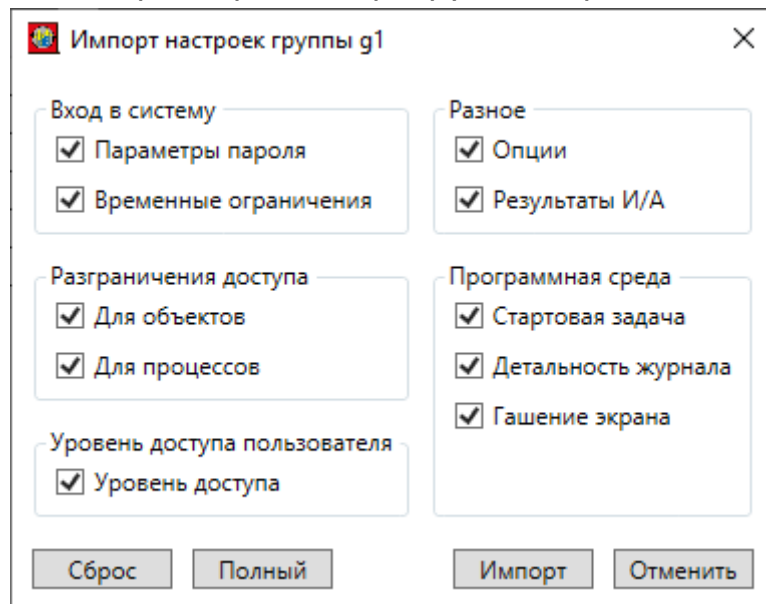 Импорт настроек группы g1
Вход в систему
Параметры пароля
Временные ограничения
Разное
Опции
Результаты И/А
Разграничения доступа
Для объектов
Для процессов
Программная среда
Стартовая задача
Детальность журнала
Гашение экрана
Уровень доступа пользователя
Уровень доступа
Сброс
Полный
Импорт
Отменить